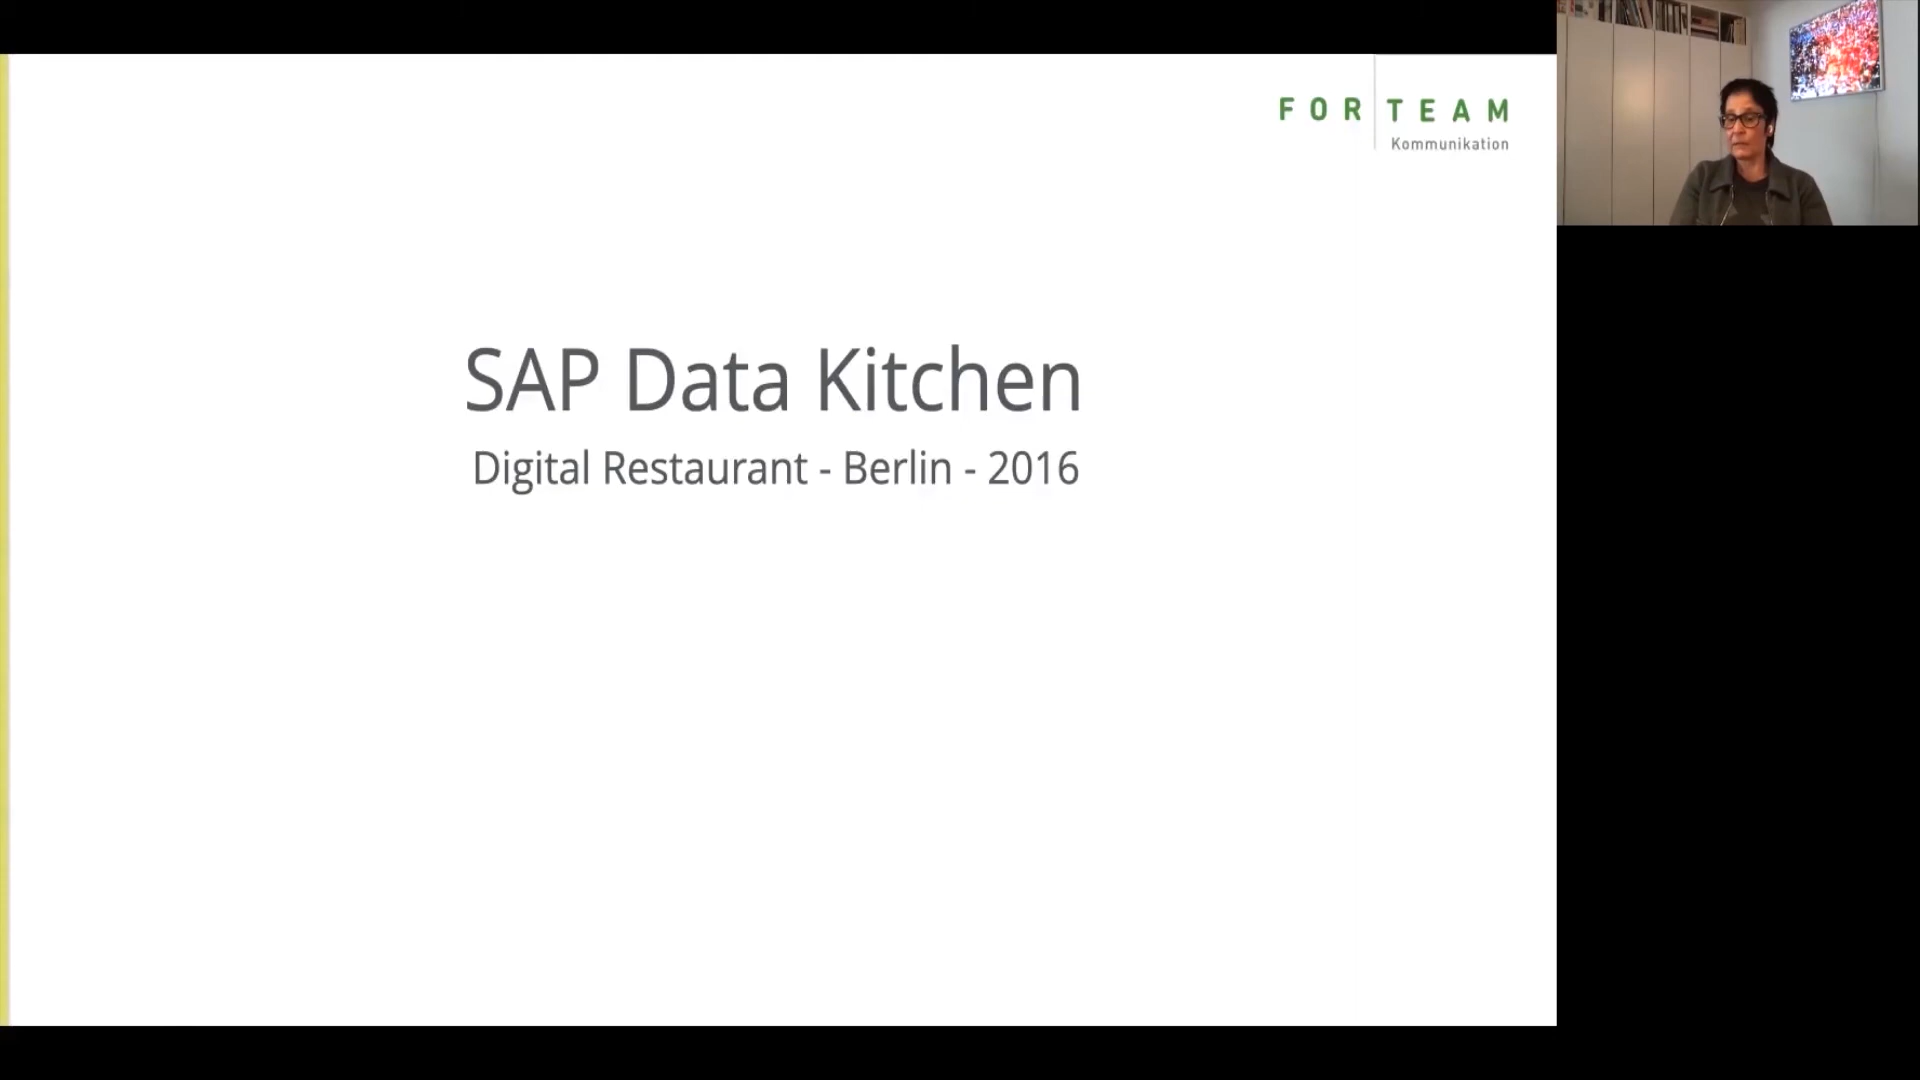 FOR TEAM
Kommunikation
SAP Data Kitchen
Digital Restaurant - Berlin - 2016